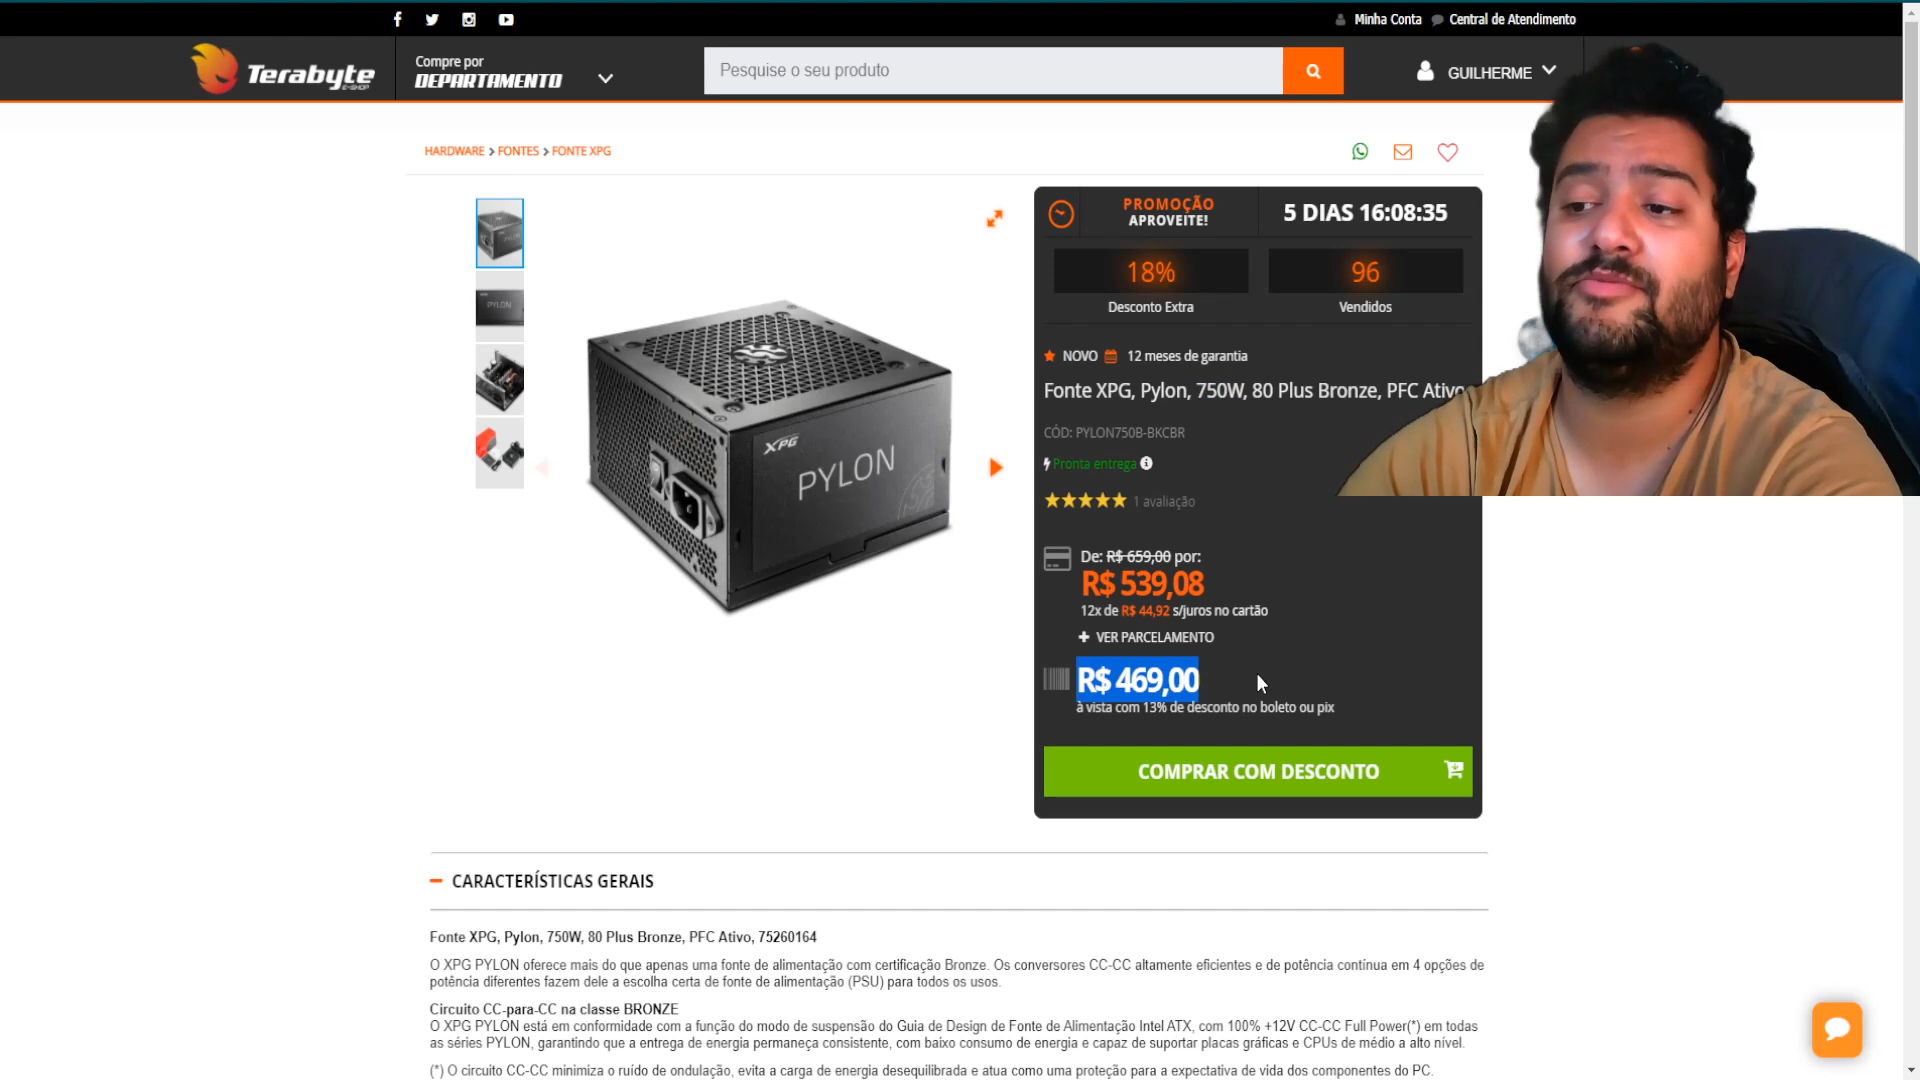 Minha Conta Central de Atendimento
Terabyte
E-SHOP
Compre por
DEPARTAMENTO
Pesquise o seu produto
GUILHERME
HARDWARE > FONTES > FONTE XPG
PROMOÇÃO
APROVEITE!
5 DIAS 16:08:35
18%
Desconto Extra
96
Vendidos
NOVO 12 meses de garantia
Fonte XPG, Pylon, 750W, 80 Plus Bronze, PFC Ativo
CÓD: PYLON750B-BKCBR
Pronta entrega
1 avaliação
XPG
PYLON
PYLON
De: R$ 659,00 por:
R$ 539,08
12x de R$ 44,92 s/juros no cartão
+ VER PARCELAMENTO
R$ 469,00
à vista com 13% de desconto no boleto ou pix
COMPRAR COM DESCONTO
CARACTERÍSTICAS GERAIS
Fonte XPG, Pylon, 750W, 80 Plus Bronze, PFC Ativo, 75260164
O XPG PYLON oferece mais do que apenas uma fonte de alimentação com certificação Bronze. Os conversores CC-CC altamente eficientes e de potência contínua em 4 opções de
potência diferentes fazem dele a escolha certa de fonte de alimentação (PSU) para todos os usos.
Circuito CC-para-CC na classe BRONZE
O XPG PYLON está em conformidade com a função do modo de suspensão do Guia de Design de Fonte de Alimentação Intel ATX, com 100% +12V CC-CC Full Power(*) em todas
as séries PYLON, garantindo que a entrega de energia permaneça consistente, com baixo consumo de energia e capaz de suportar placas gráficas e CPUs de médio a alto nível.
(*) O circuito CC-CC minimiza o ruído de ondulação, evita a carga de energia desequilibrada e atua como uma proteção para a expectativa de vida dos componentes do PC.